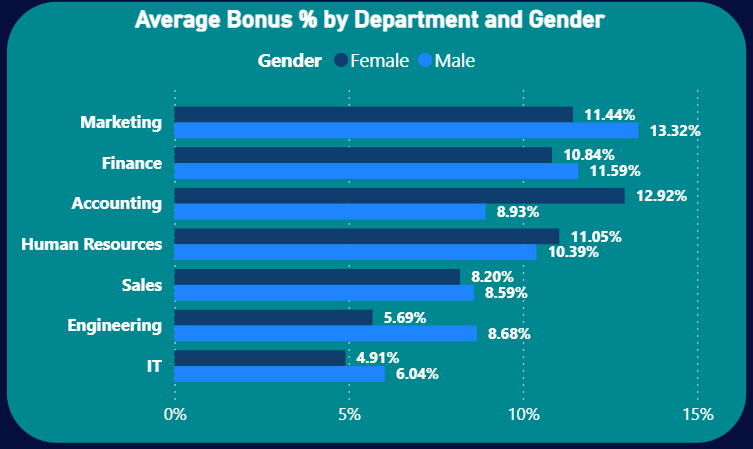 Average Bonus % by Department and Gender
Gender Female Male
Marketing 11.44%
13.32%
Finance 10.84%
11.59%
Accounting 12.92%
8.93%
Human Resources 11.05%
10.39%
Sales 8.20%
8.59%
Engineering 5.69%
8.68%
IT 4.91%
6.04%
0% 5% 10% 15%